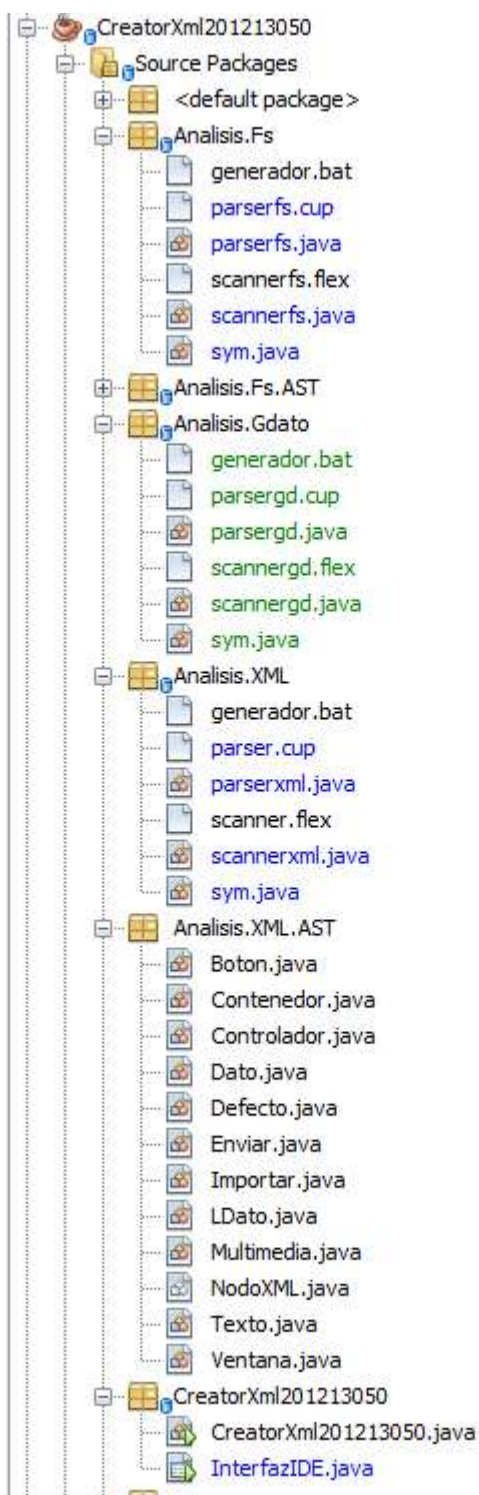 CreatorXml201213050
Source Packages
<default package>
Analisis.Fs
generador.bat
parserfs.cup
parserfs.java
scannerfs.flex
scannerfs.java
sym.java
Analisis.Fs.AST
Analisis.Gdato
generador.bat
parsergd.cup
parsergd.java
scannergd.flex
scannergd.java
sym.java
Analisis.XML
generador.bat
parser.cup
parserxml.java
scanner.flex
scannerxml.java
sym.java
Analisis.XML.AST
Boton.java
Contenedor.java
Controlador.java
Dato.java
Defecto.java
Enviar.java
Importar.java
LDato.java
Multimedia.java
NodoXML.java
Texto.java
Ventana.java
CreatorXml201213050
CreatorXml201213050.java
InterfazIDE.java